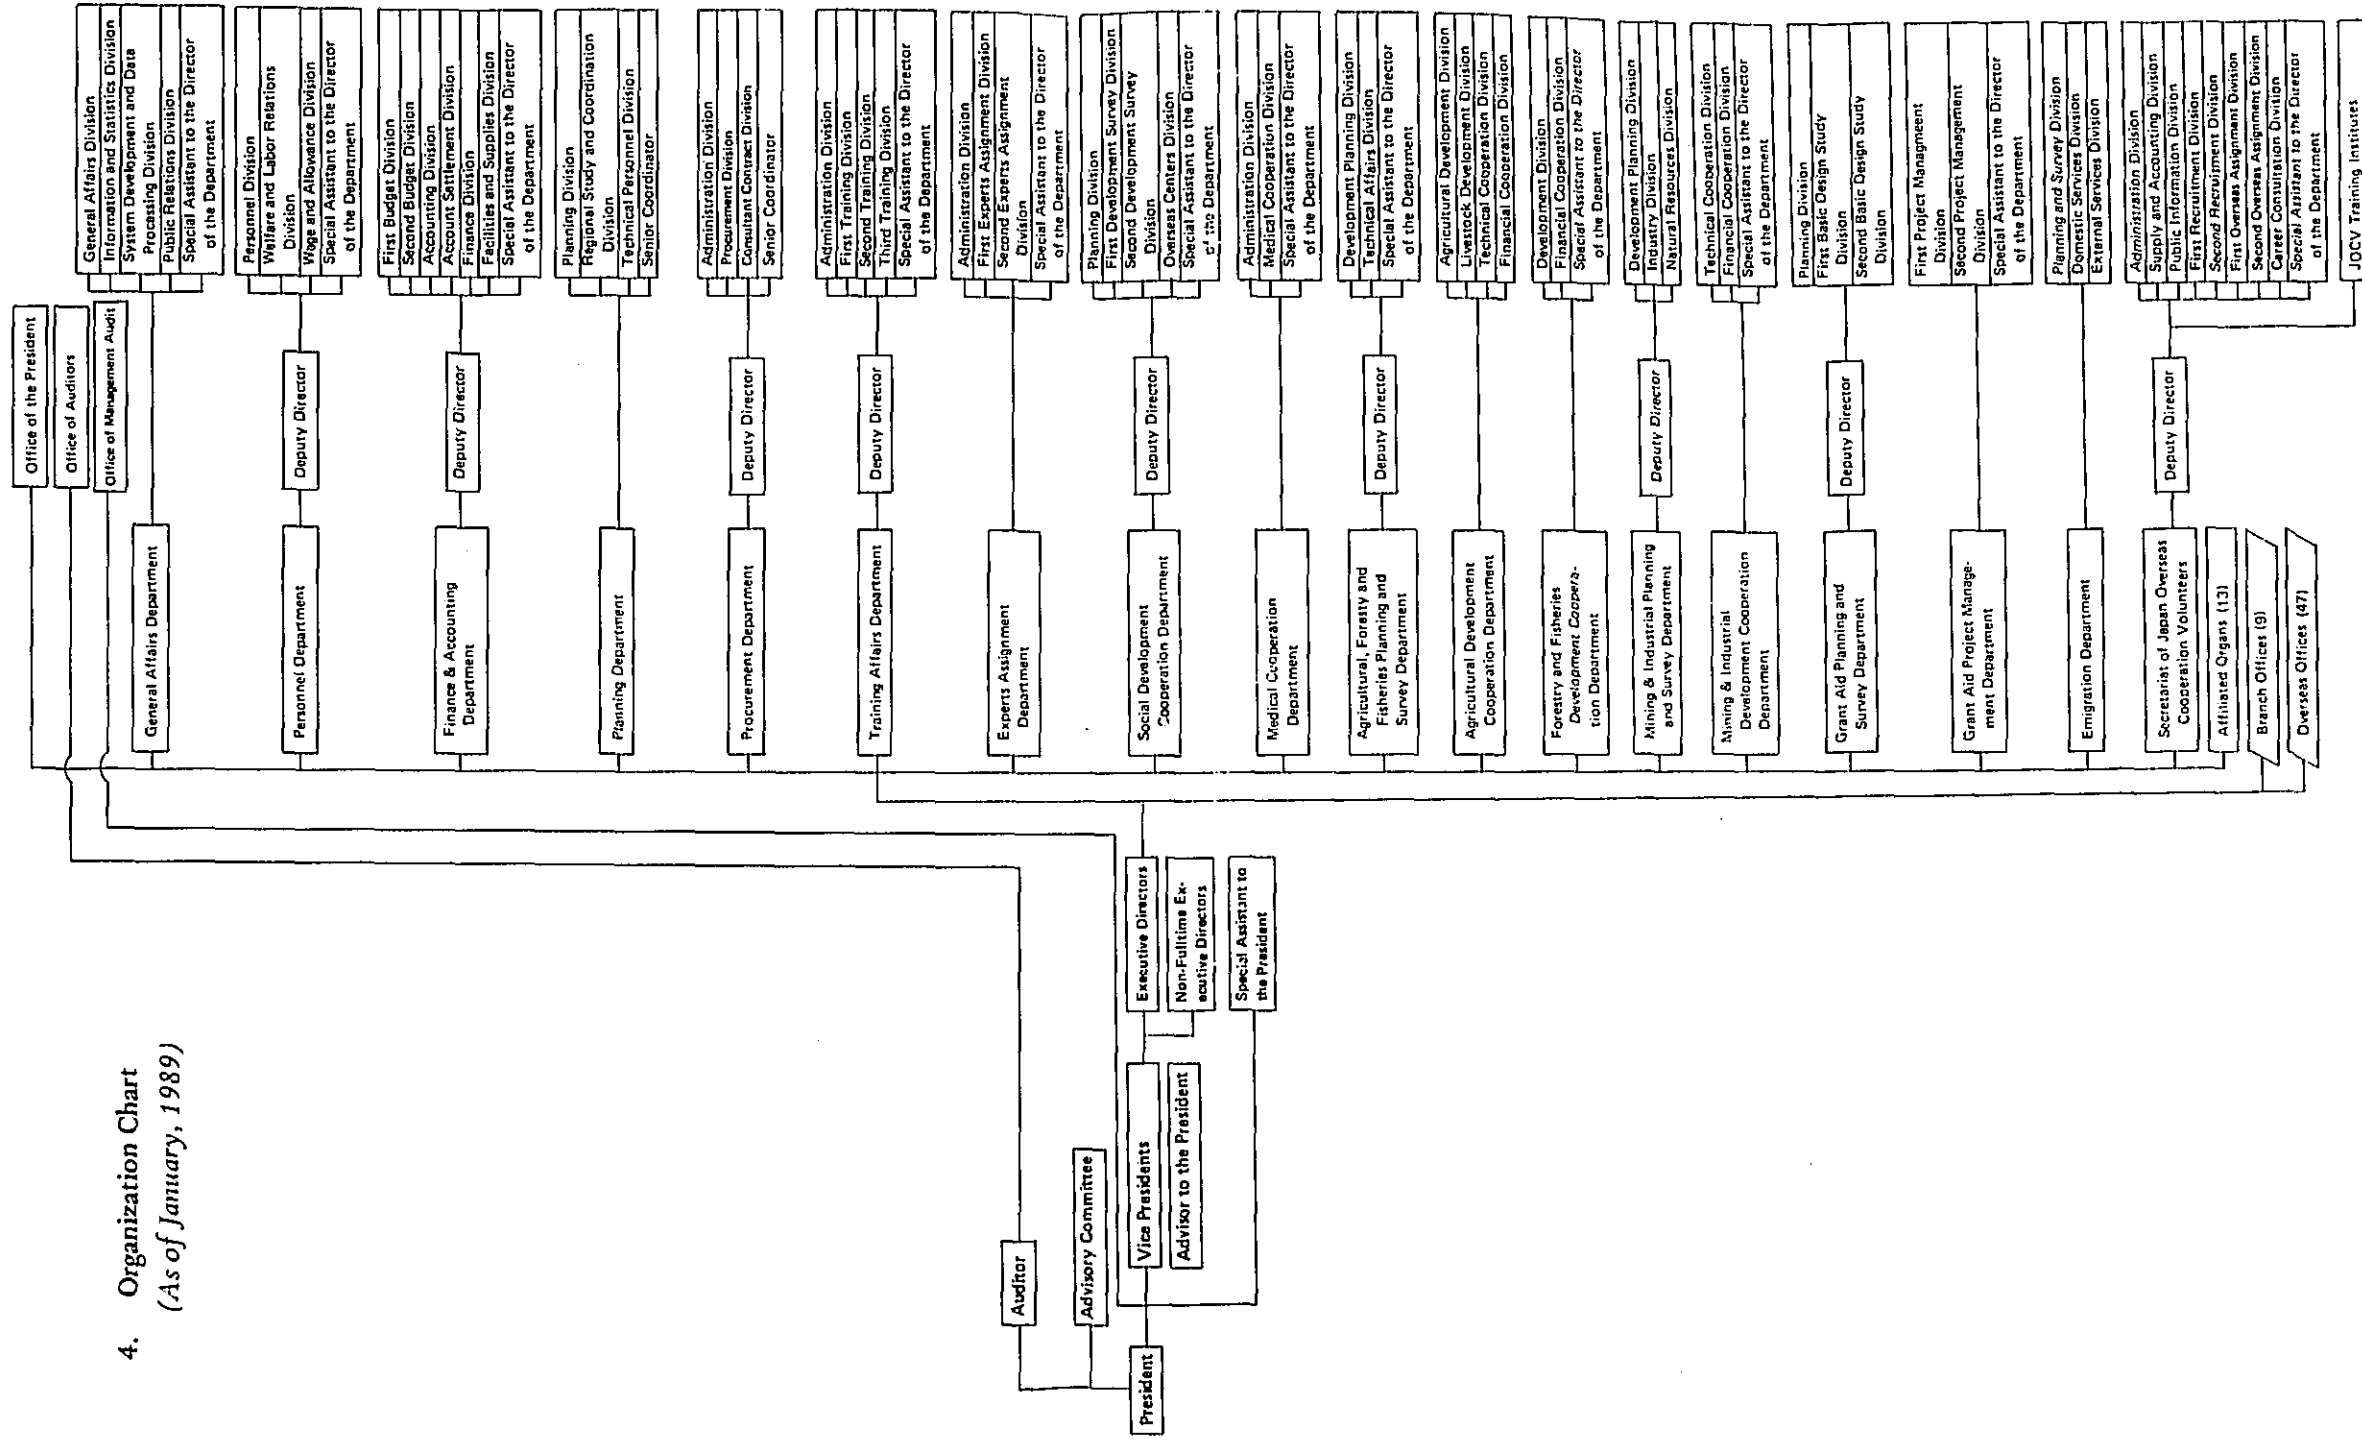 4. Organization Chart
(As of January, 1989)
President
Auditor
Advisory Committee
Vice Presidents
Advisor to the President
Executive Directors
Non-Fulltime Ex-
ecutive Directors
Special Assistant to
the President
Office of the President
Office of Auditors
Office of Management Audit
General Affairs Department
General Affairs Division
Information and Statistics Division
System Development and Data
Processing Division
Public Relations Division
Special Assistant to the Director
of the Department
Personnel Department
Deputy Director
Personnel Division
Welfare and Labor Relations
Division
Wage and Allowance Division
Special Assistant to the Director
of the Department
Finance & Accounting
Department
Deputy Director
First Budget Division
Second Budget Division
Accounting Division
Account Settlement Division
Finance Division
Facilities and Supplies Division
Special Assistant to the Director
of the Department
Planning Department
Planning Division
Regional Study and Coordination
Division
Technical Personnel Division
Senior Coordinator
Procurement Department
Deputy Director
Administration Division
Procurement Division
Consultant Contract Division
Senior Coordinator
Training Affairs Department
Deputy Director
Administration Division
First Training Division
Second Training Division
Third Training Division
Special Assistant to the Director
of the Department
Experts Assignment
Department
Administration Division
First Experts Assignment Division
Second Experts Assignment
Division
Special Assistant to the Director
of the Department
Social Development
Cooperation Department
Deputy Director
Planning Division
First Development Survey Division
Second Development Survey
Division
Overseas Centers Division
Special Assistant to the Director
of the Department
Medical Cooperation
Department
Administration Division
Medical Cooperation Division
Special Assistant to the Director
of the Department
Agricultural, Foresty and
Fisheries Planning and
Survey Department
Deputy Director
Development Planning Division
Technical Affairs Division
Special Assistant to the Director
of the Department
Agricultural Development
Cooperation Department
Agricultural Development Division
Livestock Development Division
Technical Cooperation Division
Financial Cooperation Division
Forestry and Fisheries
Development Coopera-
tion Department
Development Division
Financial Cooperation Division
Special Assistant to the Director
of the Department
Mining & Industrial Planning
and Survey Department
Deputy Director
Development Planning Division
Industry Division
Natural Resources Division
Mining & Industrial
Development Cooperation
Department
Technical Cooperation Division
Financial Cooperation Division
Special Assistant to the Director
of the Department
Grant Aid Planning and
Survey Department
Deputy Director
Planning Division
First Basic Design Study
Division
Second Basic Design Study
Division
Grant Aid Project Manage-
ment Department
First Project Managmeent
Division
Second Project Management
Division
Special Assistant to the Director
of the Department
Emigration Department
Planning and Survey Division
Domestic Services Division
External Services Division
Secretariat of Japan Overseas
Cooperation Volunteers
Deputy Director
Administration Division
Supply and Accounting Division
Public Information Division
First Recruitment Division
Second Recruitment Division
First Overseas Assignment Division
Second Overseas Assignment Division
Career Consultation Division
Special Assistant to the Director
of the Department
JOCV Training Institutes
Affiliated Organs (13)
Branch Offices (9)
Overseas Offices (47)